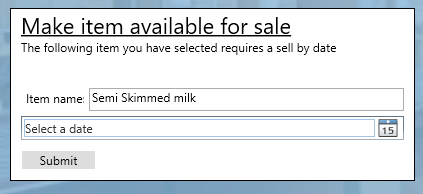 Make item available for sale
The following item you have selected requires a sell by date
Item name: Semi Skimmed milk
Select a date 15
Submit